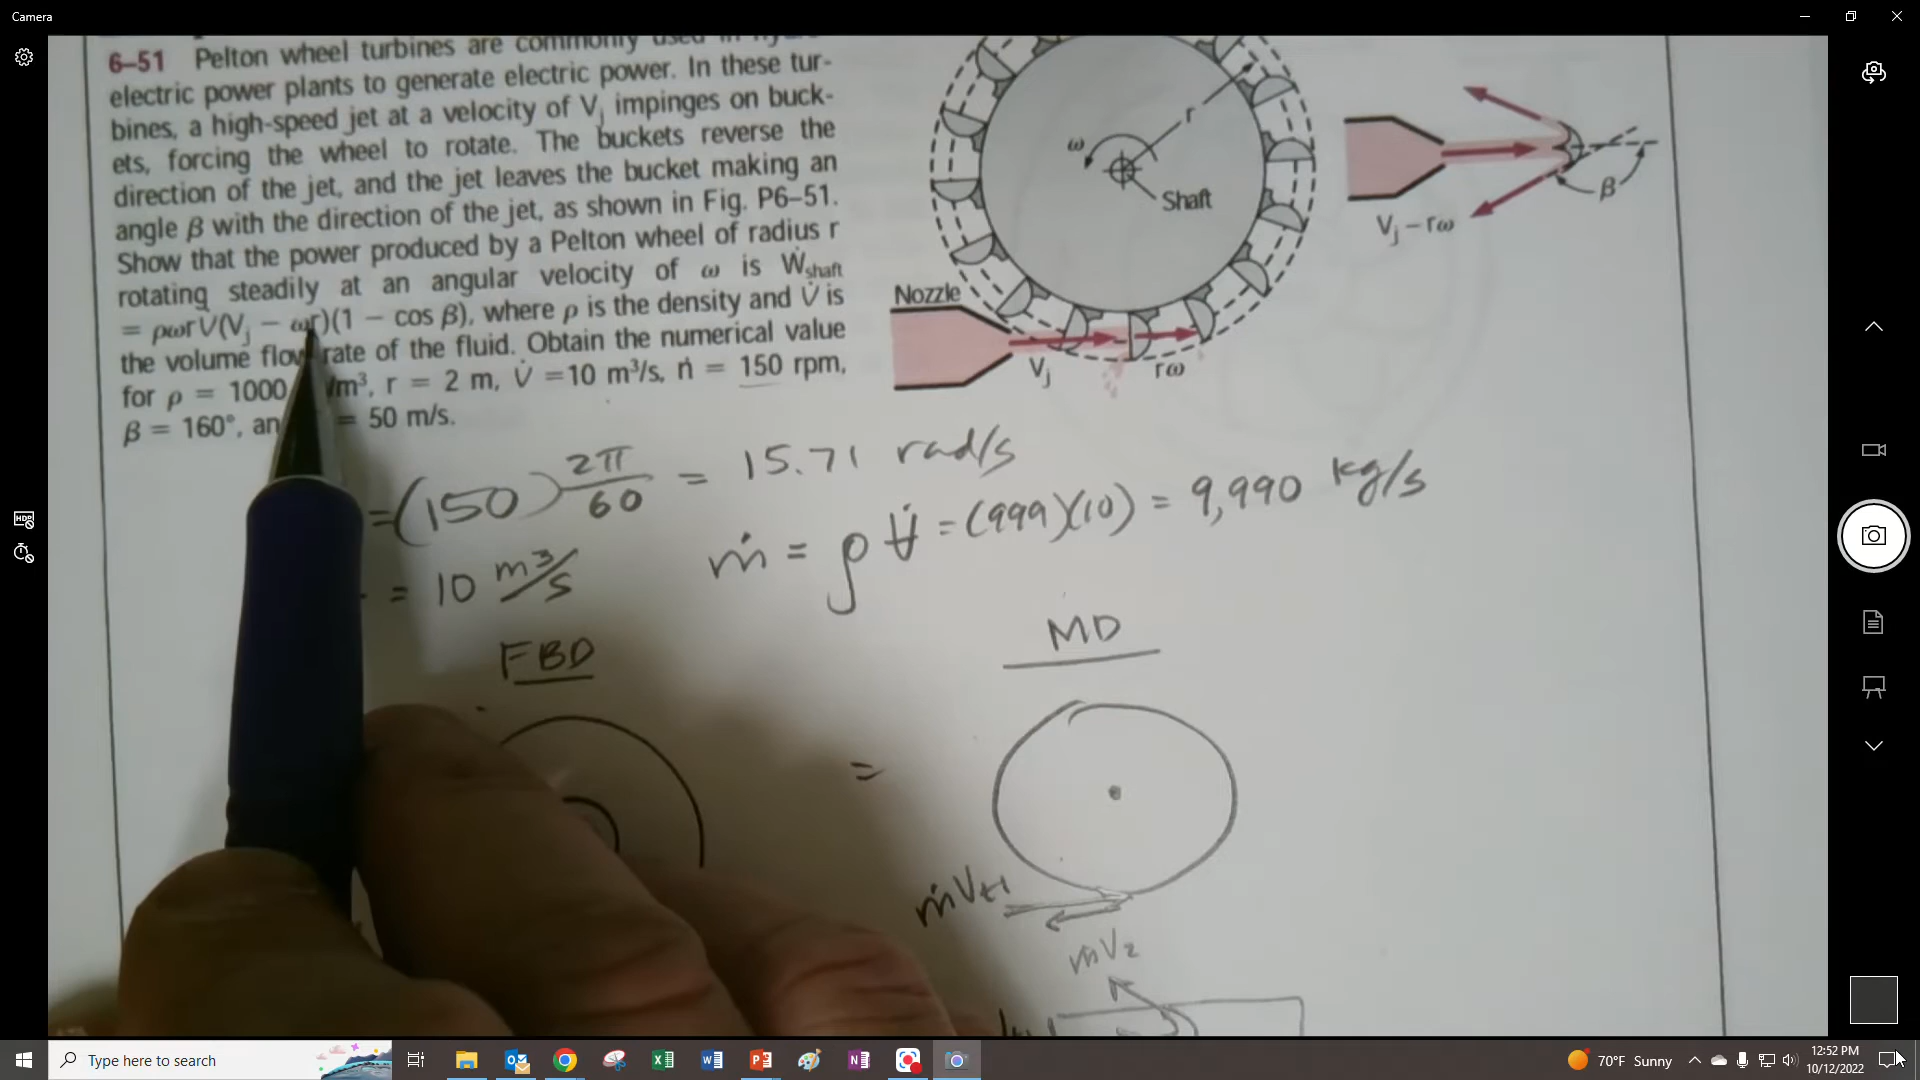 Camera
6–51 Pelton wheel turbines are commonly used in hydro-
electric power plants to generate electric power. In these tur-
bines, a high-speed jet at a velocity of Vj impinges on buck-
ets, forcing the wheel to rotate. The buckets reverse the
direction of the jet, and the jet leaves the bucket making an
angle β with the direction of the jet, as shown in Fig. P6–51.
Show that the power produced by a Pelton wheel of radius r
rotating steadily at an angular velocity of ω is Ẇshaft
= ρωrV̇(Vj − ωr)(1 − cos β), where ρ is the density and V̇ is
the volume flow rate of the fluid. Obtain the numerical value
for ρ = 1000 /m³, r = 2 m, V̇ =10 m³/s, ṅ = 150 rpm,
β = 160°, an = 50 m/s.
ω
r
Shaft
Nozzle
Vj
rω
Vj − rω
β
=(150) 2π/60 = 15.71 rad/s
ṁ = ρV̇ = (999)(10) = 9,990 kg/s
= 10 m³/s
FBD
MD
=
ṁVt1
ṁV2
Type here to search
70°F Sunny
12:52 PM
10/12/2022